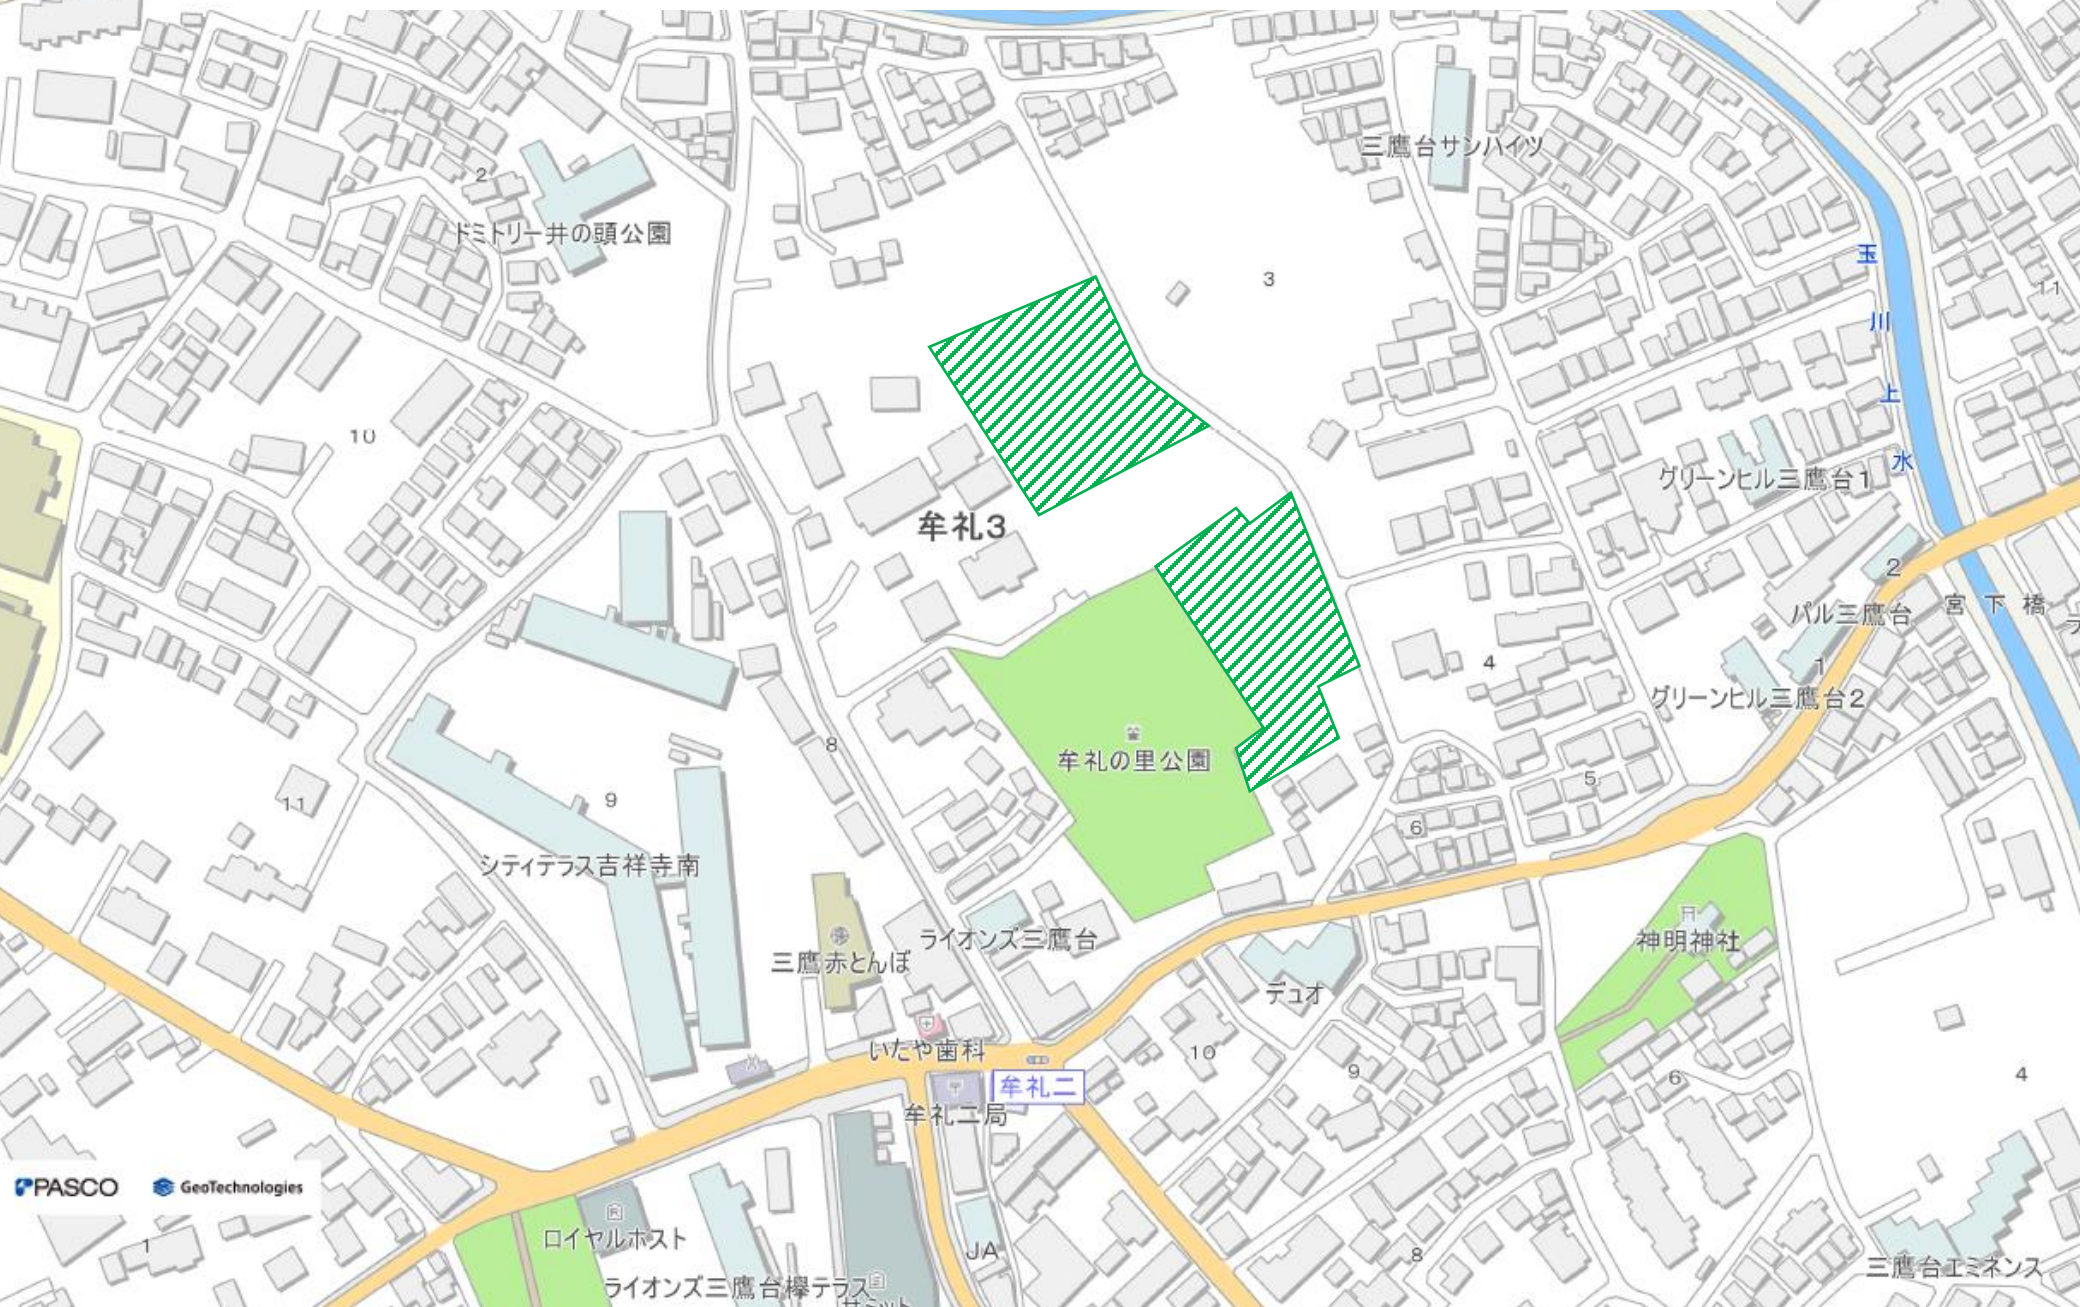 三鷹台サンハイツ
2
ドミトリー井の頭公園
玉川上水
3
11
10
グリーンヒル三鷹台1
牟礼3
2
宮下橋
パル三鷹台
ラ
4
1
グリーンヒル三鷹台2
8
牟礼の里公園
5
9
11
6
シティテラス吉祥寺南
ライオンズ三鷹台
神明神社
三鷹赤とんぼ
デュオ
いたや歯科
10
9
6
4
牟礼二
牟礼二局
PASCO
GeoTechnologies
1
ロイヤルホスト
JA
8
三鷹台エミネンス
ライオンズ三鷹台欅テラス
サミット